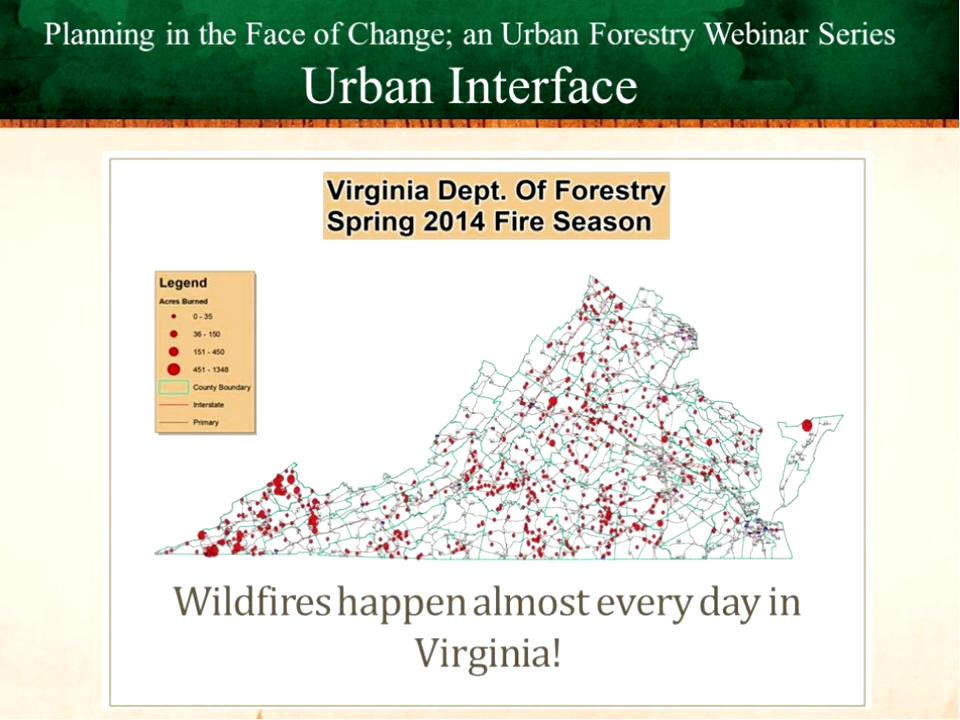 Planning in the Face of Change; an Urban Forestry Webinar Series
Urban Interface
Virginia Dept. Of Forestry
Spring 2014 Fire Season
Legend
Acres Burned
0 - 35
36 - 150
151 - 450
451 - 1348
County Boundary
Interstate
Primary
Wildfires happen almost every day in
Virginia!